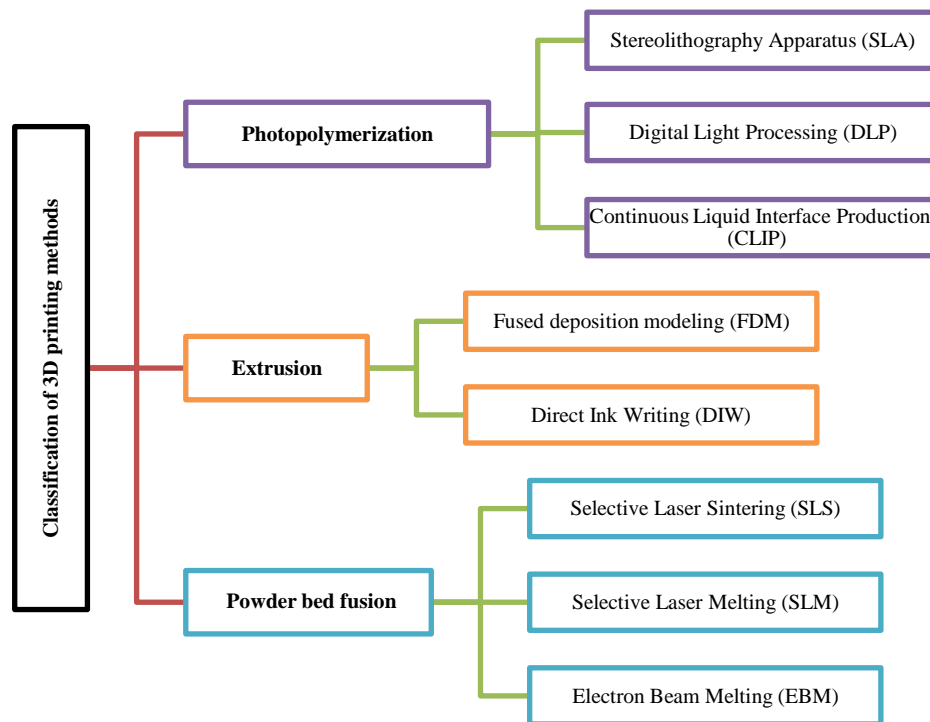 Classification of 3D printing methods
Photopolymerization
Stereolithography Apparatus (SLA)
Digital Light Processing (DLP)
Continuous Liquid Interface Production
(CLIP)
Extrusion
Fused deposition modeling (FDM)
Direct Ink Writing (DIW)
Powder bed fusion
Selective Laser Sintering (SLS)
Selective Laser Melting (SLM)
Electron Beam Melting (EBM)